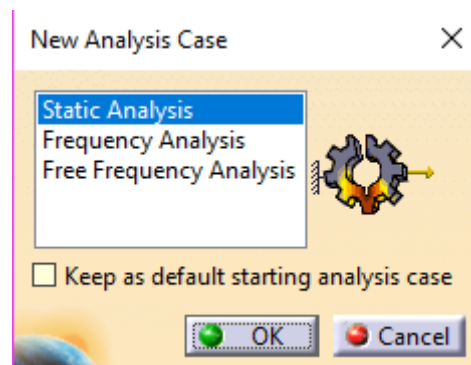 New Analysis Case
Static Analysis
Frequency Analysis
Free Frequency Analysis
Keep as default starting analysis case
OK
Cancel